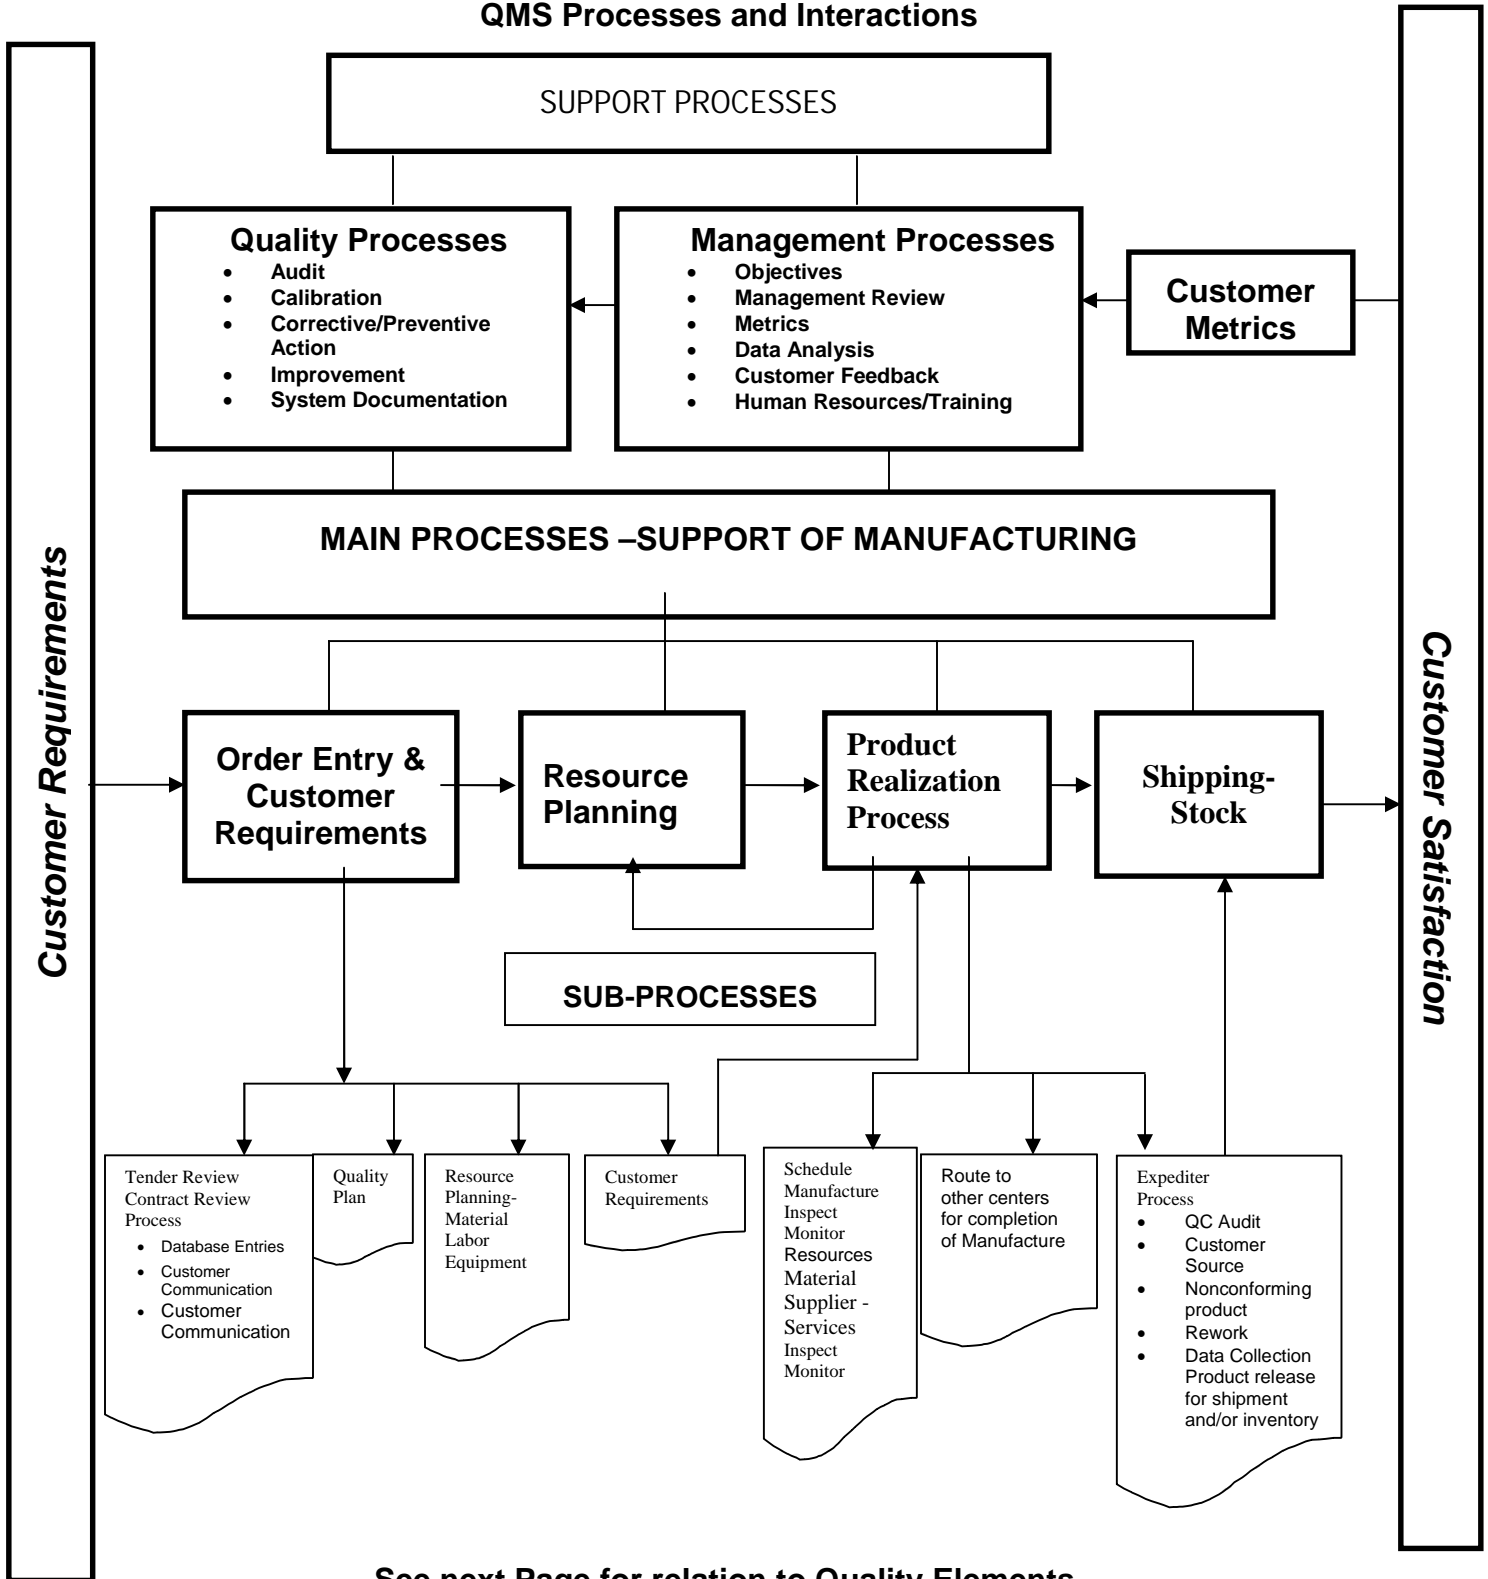 QMS Processes and Interactions
SUPPORT PROCESSES
Quality Processes
• Audit
• Calibration
• Corrective/Preventive
Action
• Improvement
• System Documentation
Management Processes
• Objectives
• Management Review
• Metrics
• Data Analysis
• Customer Feedback
• Human Resources/Training
Customer
Metrics
Customer Requirements
Customer Satisfaction
MAIN PROCESSES –SUPPORT OF MANUFACTURING
Order Entry &
Customer
Requirements
Resource
Planning
Product
Realization
Process
Shipping-
Stock
SUB-PROCESSES
Tender Review
Contract Review
Process
• Database Entries
• Customer
Communication
• Customer
Communication
Quality
Plan
Resource
Planning-
Material
Labor
Equipment
Customer
Requirements
Schedule
Manufacture
Inspect
Monitor
Resources
Material
Supplier -
Services
Inspect
Monitor
Route to
other centers
for completion
of Manufacture
Expediter
Process
• QC Audit
• Customer
Source
• Nonconforming
product
• Rework
• Data Collection
Product release
for shipment
and/or inventory
See next Page for relation to Quality Elements